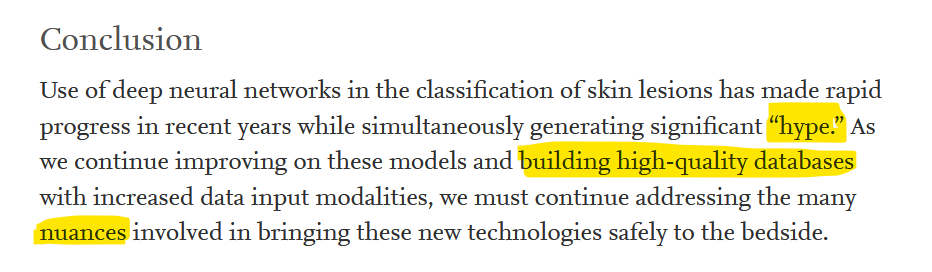 Conclusion
Use of deep neural networks in the classification of skin lesions has made rapid
progress in recent years while simultaneously generating significant “hype.” As
we continue improving on these models and building high-quality databases
with increased data input modalities, we must continue addressing the many
nuances involved in bringing these new technologies safely to the bedside.